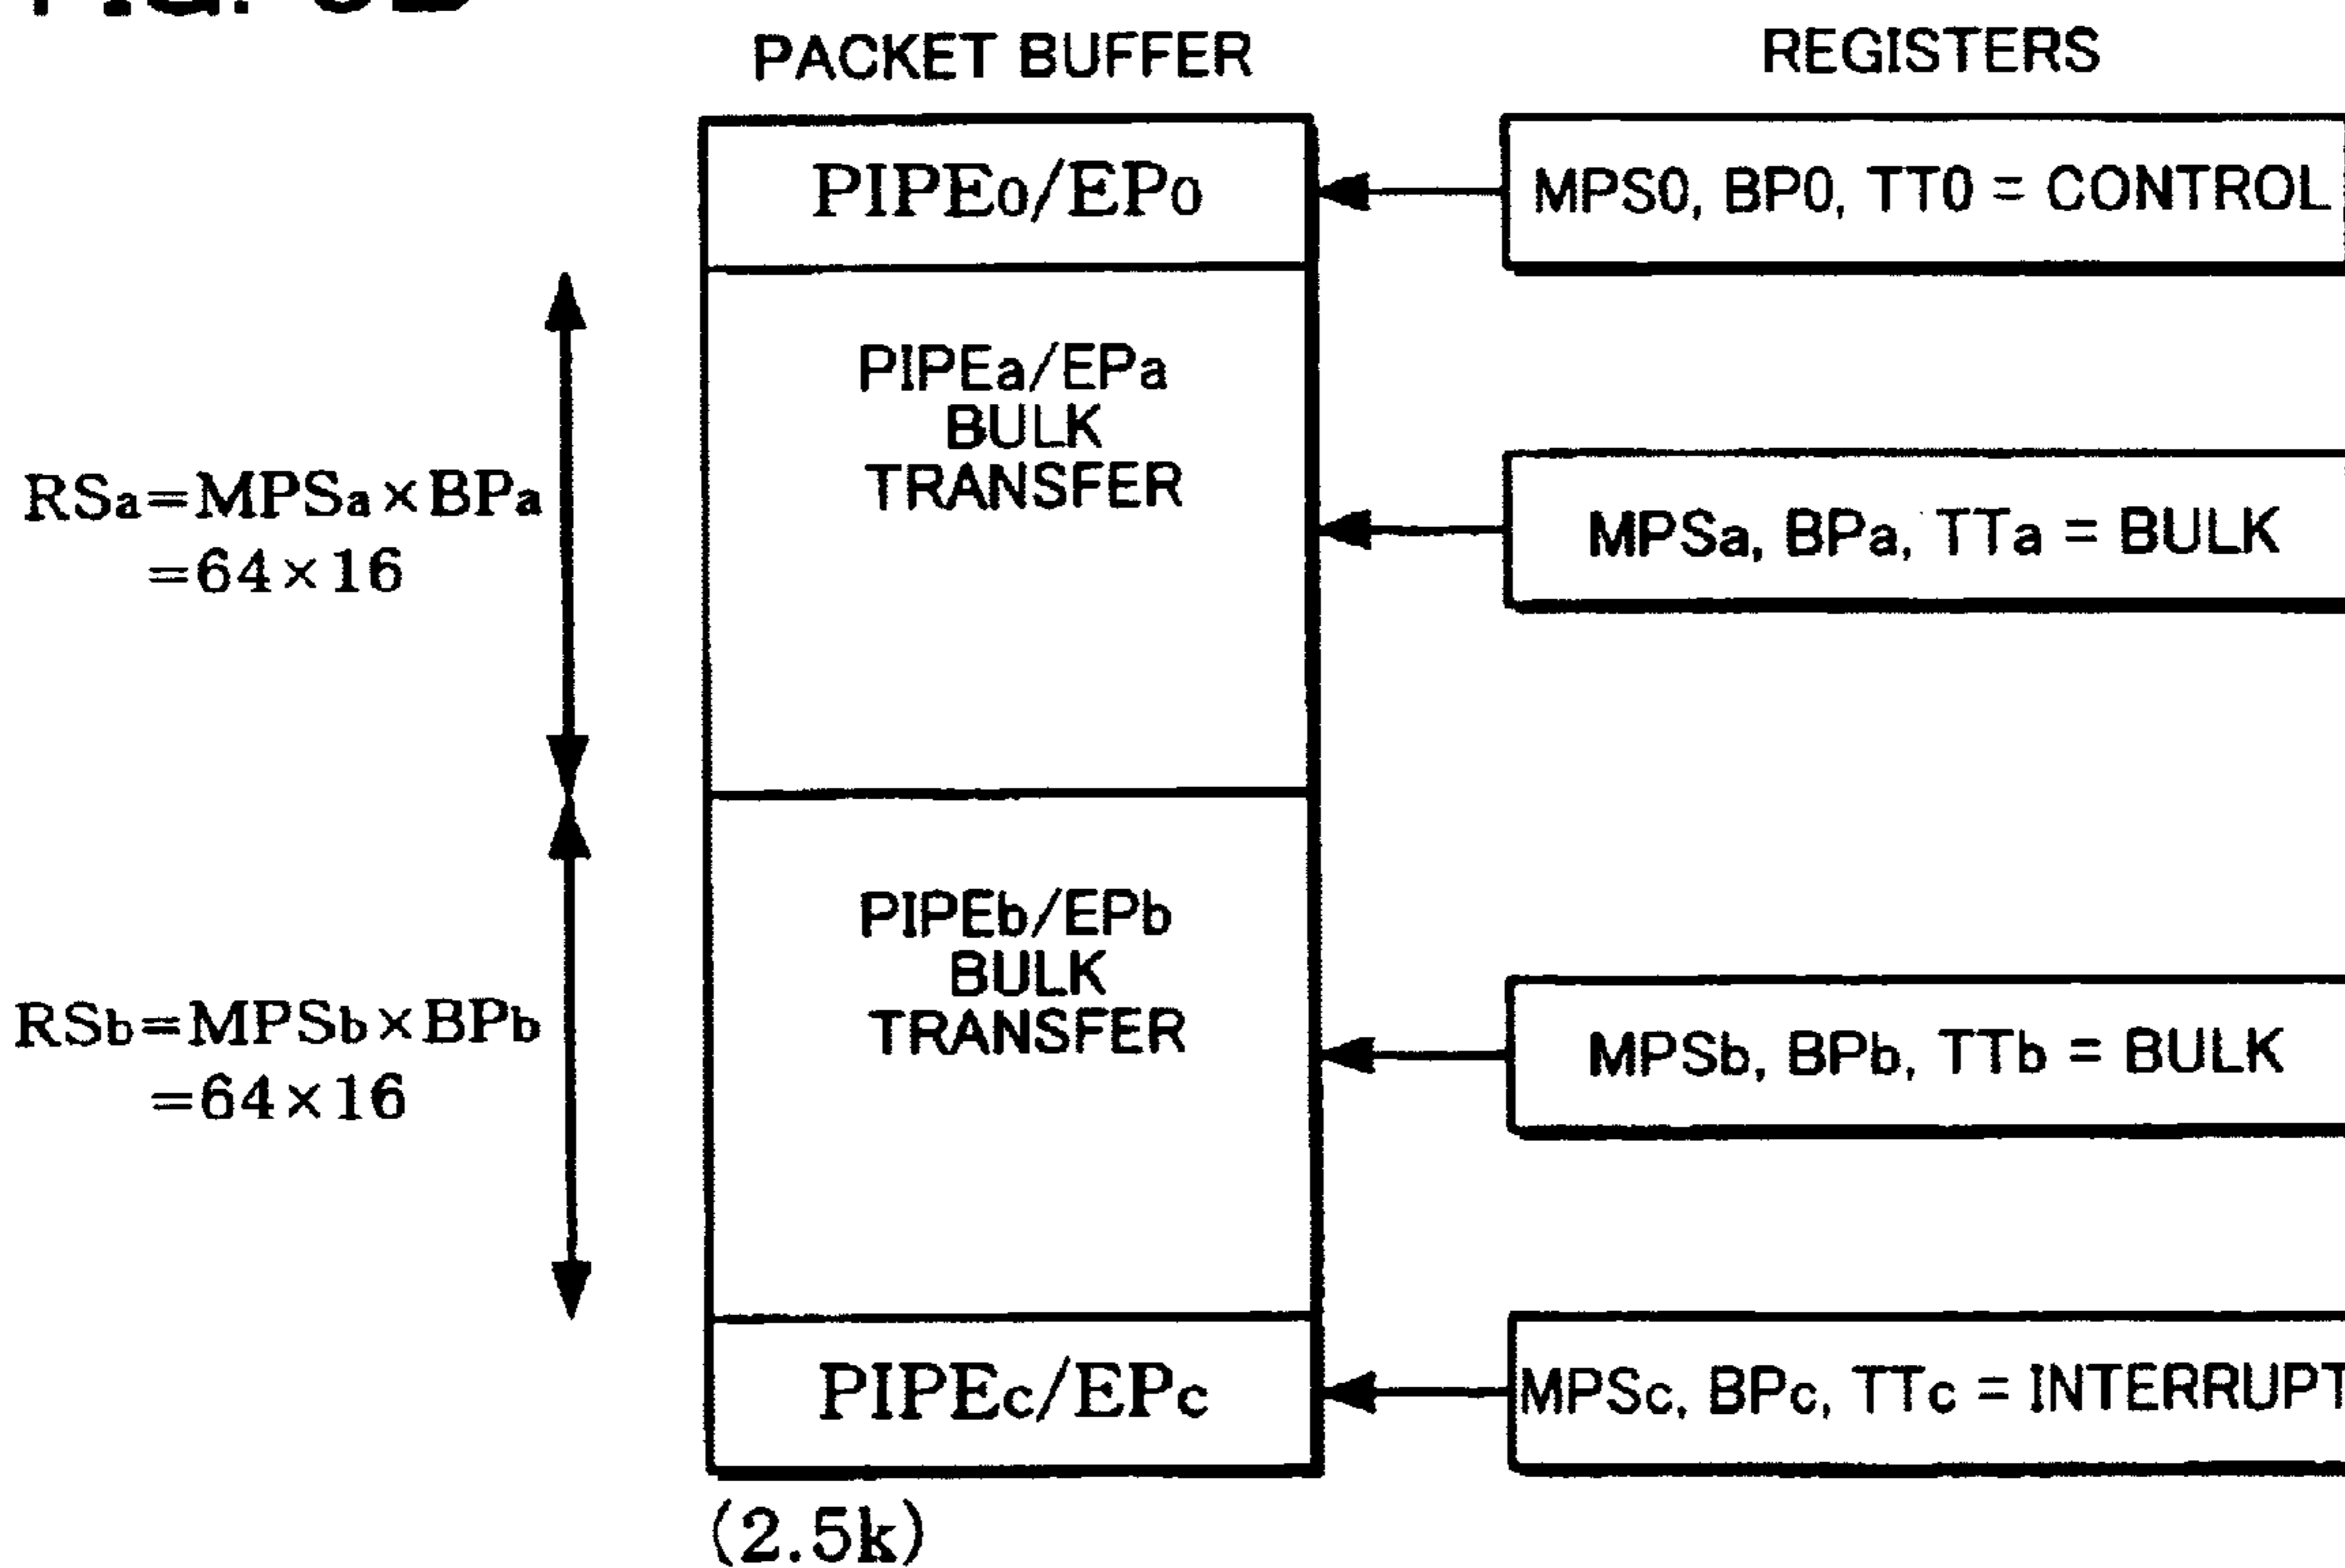 PACKET BUFFER
REGISTERS
PIPE0/EP0
MPS0, BP0, TT0 = CONTROL
PIPEa/EPa
BULK
TRANSFER
RSa=MPSa×BPa
=64×16
MPSa, BPa, TTa = BULK
PIPEb/EPb
BULK
TRANSFER
RSb=MPSb×BPb
=64×16
MPSb, BPb, TTb = BULK
PIPEc/EPc
MPSc, BPc, TTc = INTERRUPT
(2.5k)